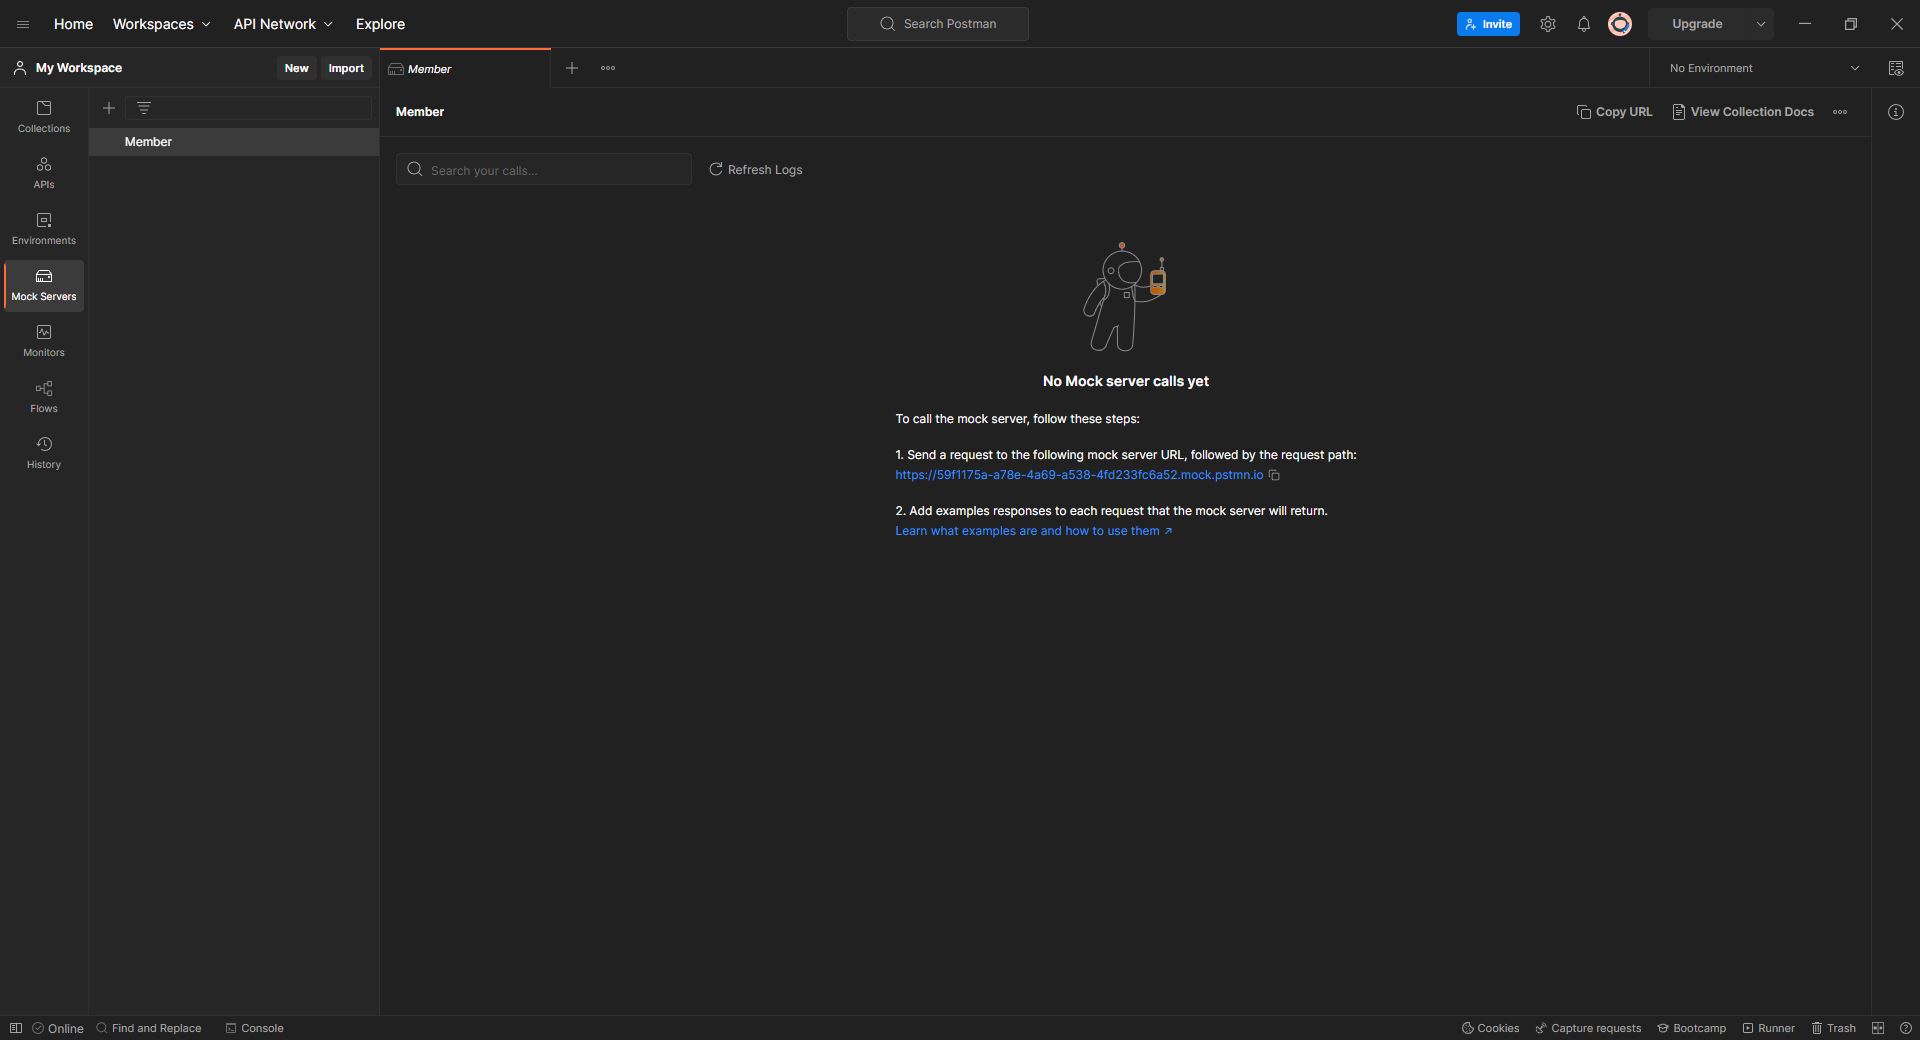 Home
Workspaces
API Network
Explore
Search Postman
Invite
Upgrade
My Workspace
New
Import
Member
No Environment
Collections
APIs
Environments
Mock Servers
Monitors
Flows
History
Member
Member
Copy URL
View Collection Docs
Search your calls...
Refresh Logs
No Mock server calls yet
To call the mock server, follow these steps:
1. Send a request to the following mock server URL, followed by the request path:
https://59f1175a-a78e-4a69-a538-4fd233fc6a52.mock.pstmn.io
2. Add examples responses to each request that the mock server will return.
Learn what examples are and how to use them
Online
Find and Replace
Console
Cookies
Capture requests
Bootcamp
Runner
Trash